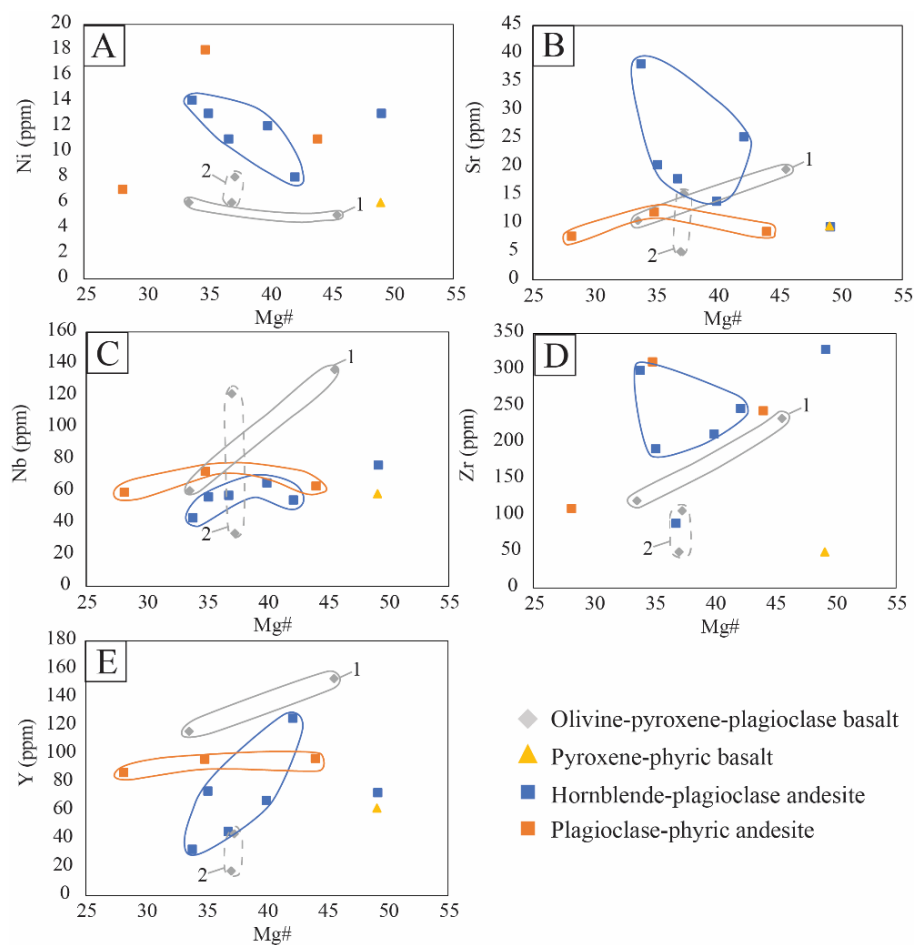 A
Ni (ppm)
20
18
16
14
12
10
8
6
4
2
0
2
1
25 30 35 40 45 50 55
Mg#
B
Sr (ppm)
45
40
35
30
25
20
15
10
5
0
1
2
25 30 35 40 45 50 55
Mg#
C
Nb (ppm)
160
140
120
100
80
60
40
20
0
1
2
25 30 35 40 45 50 55
Mg#
D
Zr (ppm)
350
300
250
200
150
100
50
0
1
2
25 30 35 40 45 50 55
Mg#
E
Y (ppm)
180
160
140
120
100
80
60
40
20
0
1
2
25 30 35 40 45 50 55
Mg#
Olivine-pyroxene-plagioclase basalt
Pyroxene-phyric basalt
Hornblende-plagioclase andesite
Plagioclase-phyric andesite